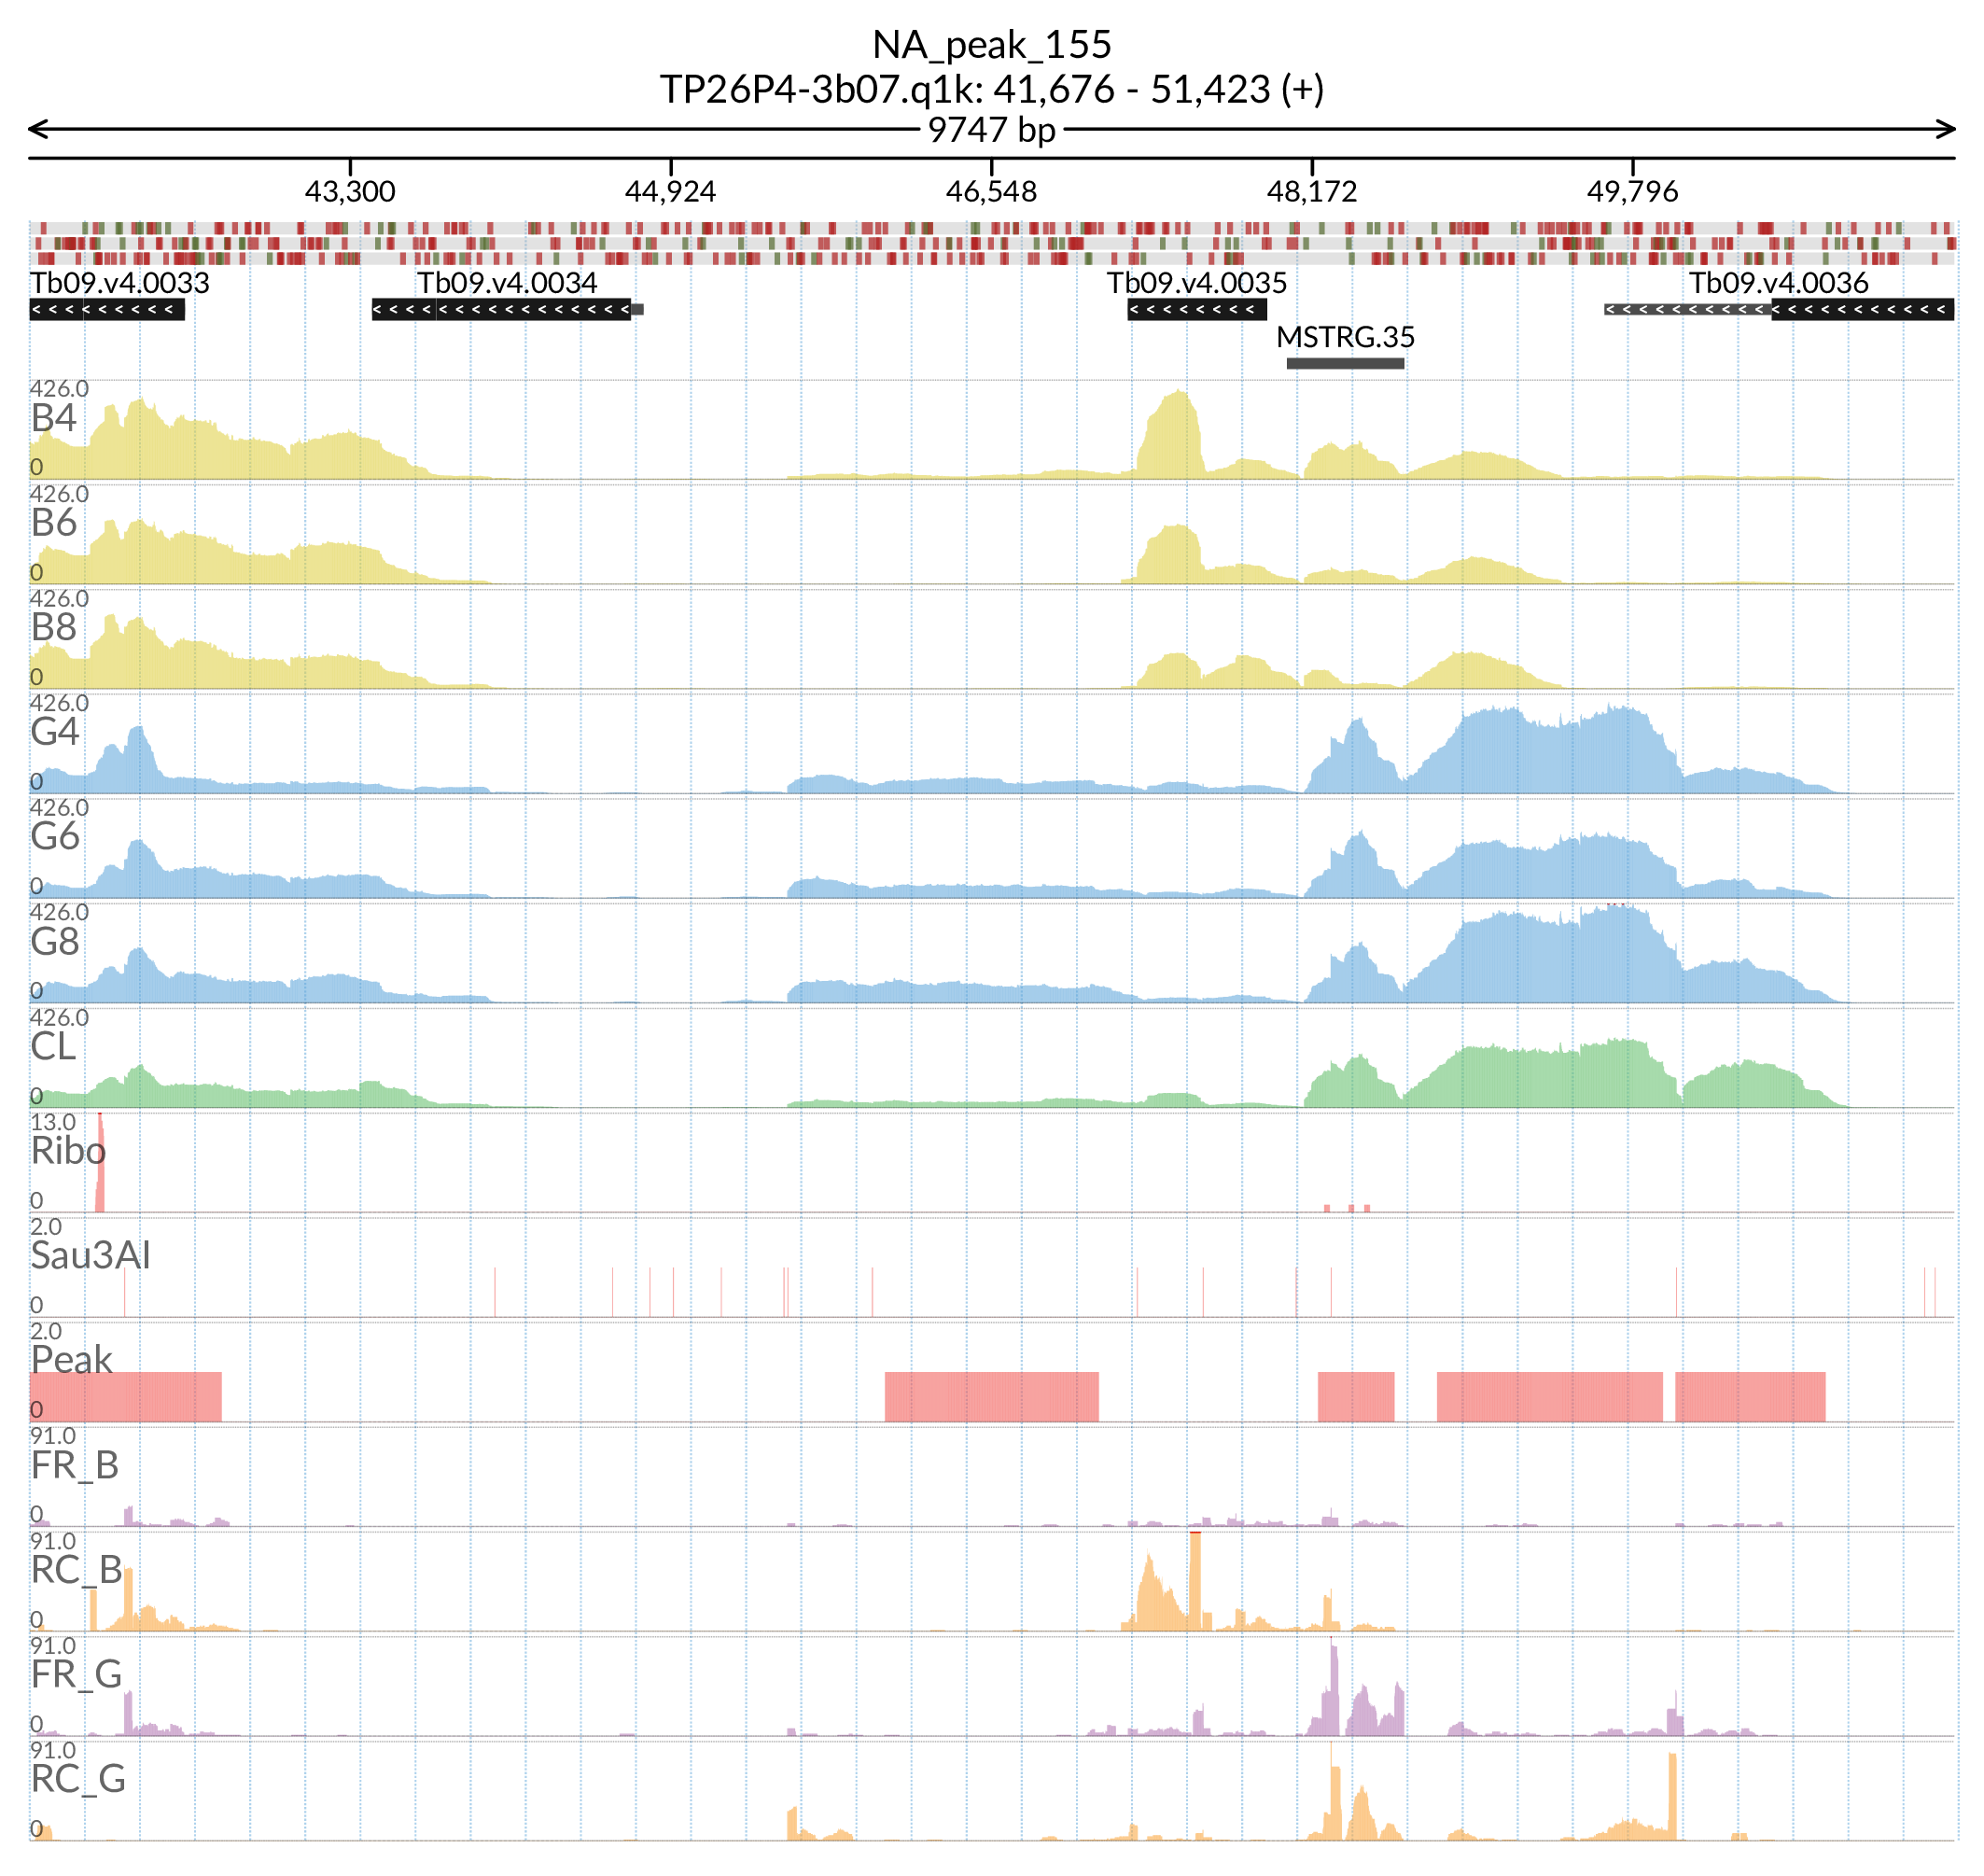 NA_peak_155
TP26P4-3b07.q1k: 41,676 - 51,423 (+)
9747 bp
43,300 44,924 46,548 48,172 49,796
Tb09.v4.0033 Tb09.v4.0034 Tb09.v4.0035 Tb09.v4.0036
MSTRG.35
426.0
B4
0
426.0
B6
0
426.0
B8
0
426.0
G4
0
426.0
G6
0
426.0
G8
0
426.0
CL
0
13.0
Ribo
0
2.0
Sau3AI
0
2.0
Peak
0
91.0
FR_B
0
91.0
RC_B
0
91.0
FR_G
0
91.0
RC_G
0